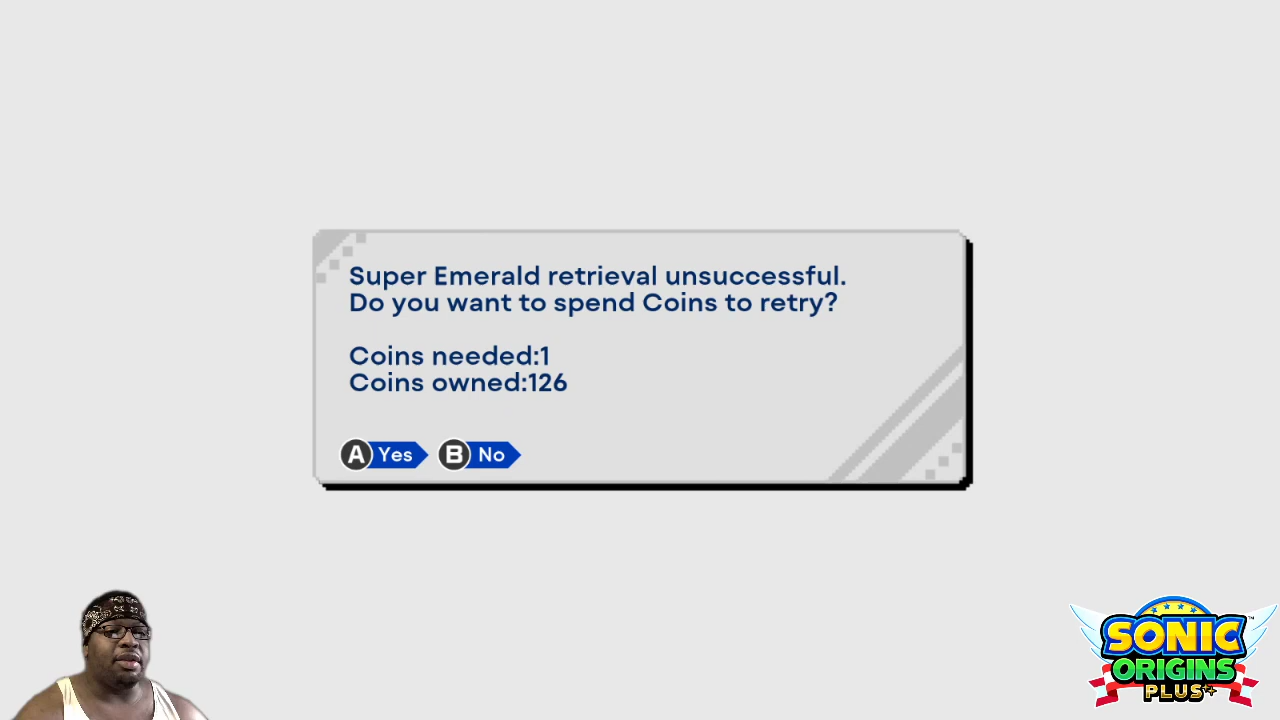 Super Emerald retrieval unsuccessful.
Do you want to spend Coins to retry?
Coins needed:1
Coins owned:126
A Yes B No
SONIC™
ORIGINS
PLUS+